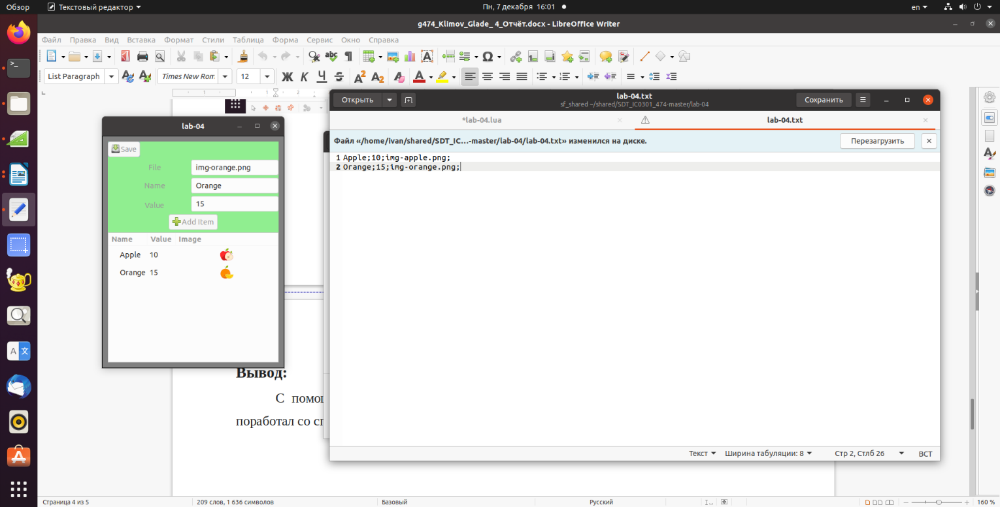 Обзор
Текстовый редактор
Пн, 7 декабря 16:01
en
g474_Klimov_Glade_ 4_Отчёт.docx - LibreOffice Writer
Файл Правка Вид Вставка Формат Стили Таблица Форма Сервис Окно Справка
List Paragraph
Times New Rom
12
Ж К Ч S
lab-04
Save
File img-orange.png
Name Orange
Value 15
Add Item
Name Value Image
Apple 10
Orange 15
Открыть
lab-04.txt
sf_shared ~/shared/SDT_IC0301_474-master/lab-04
Сохранить
*lab-04.lua
lab-04.txt
Файл «/home/ivan/shared/SDT_IC...-master/lab-04/lab-04.txt» изменился на диске.
Перезагрузить
1 Apple;10;img-apple.png;
2 Orange;15;img-orange.png;
Текст
Ширина табуляции: 8
Стр 2, Стлб 26
ВСТ
Вывод:
С помощ
поработал со сп
Страница 4 из 5
209 слов, 1 636 символов
Базовый
Русский
160 %